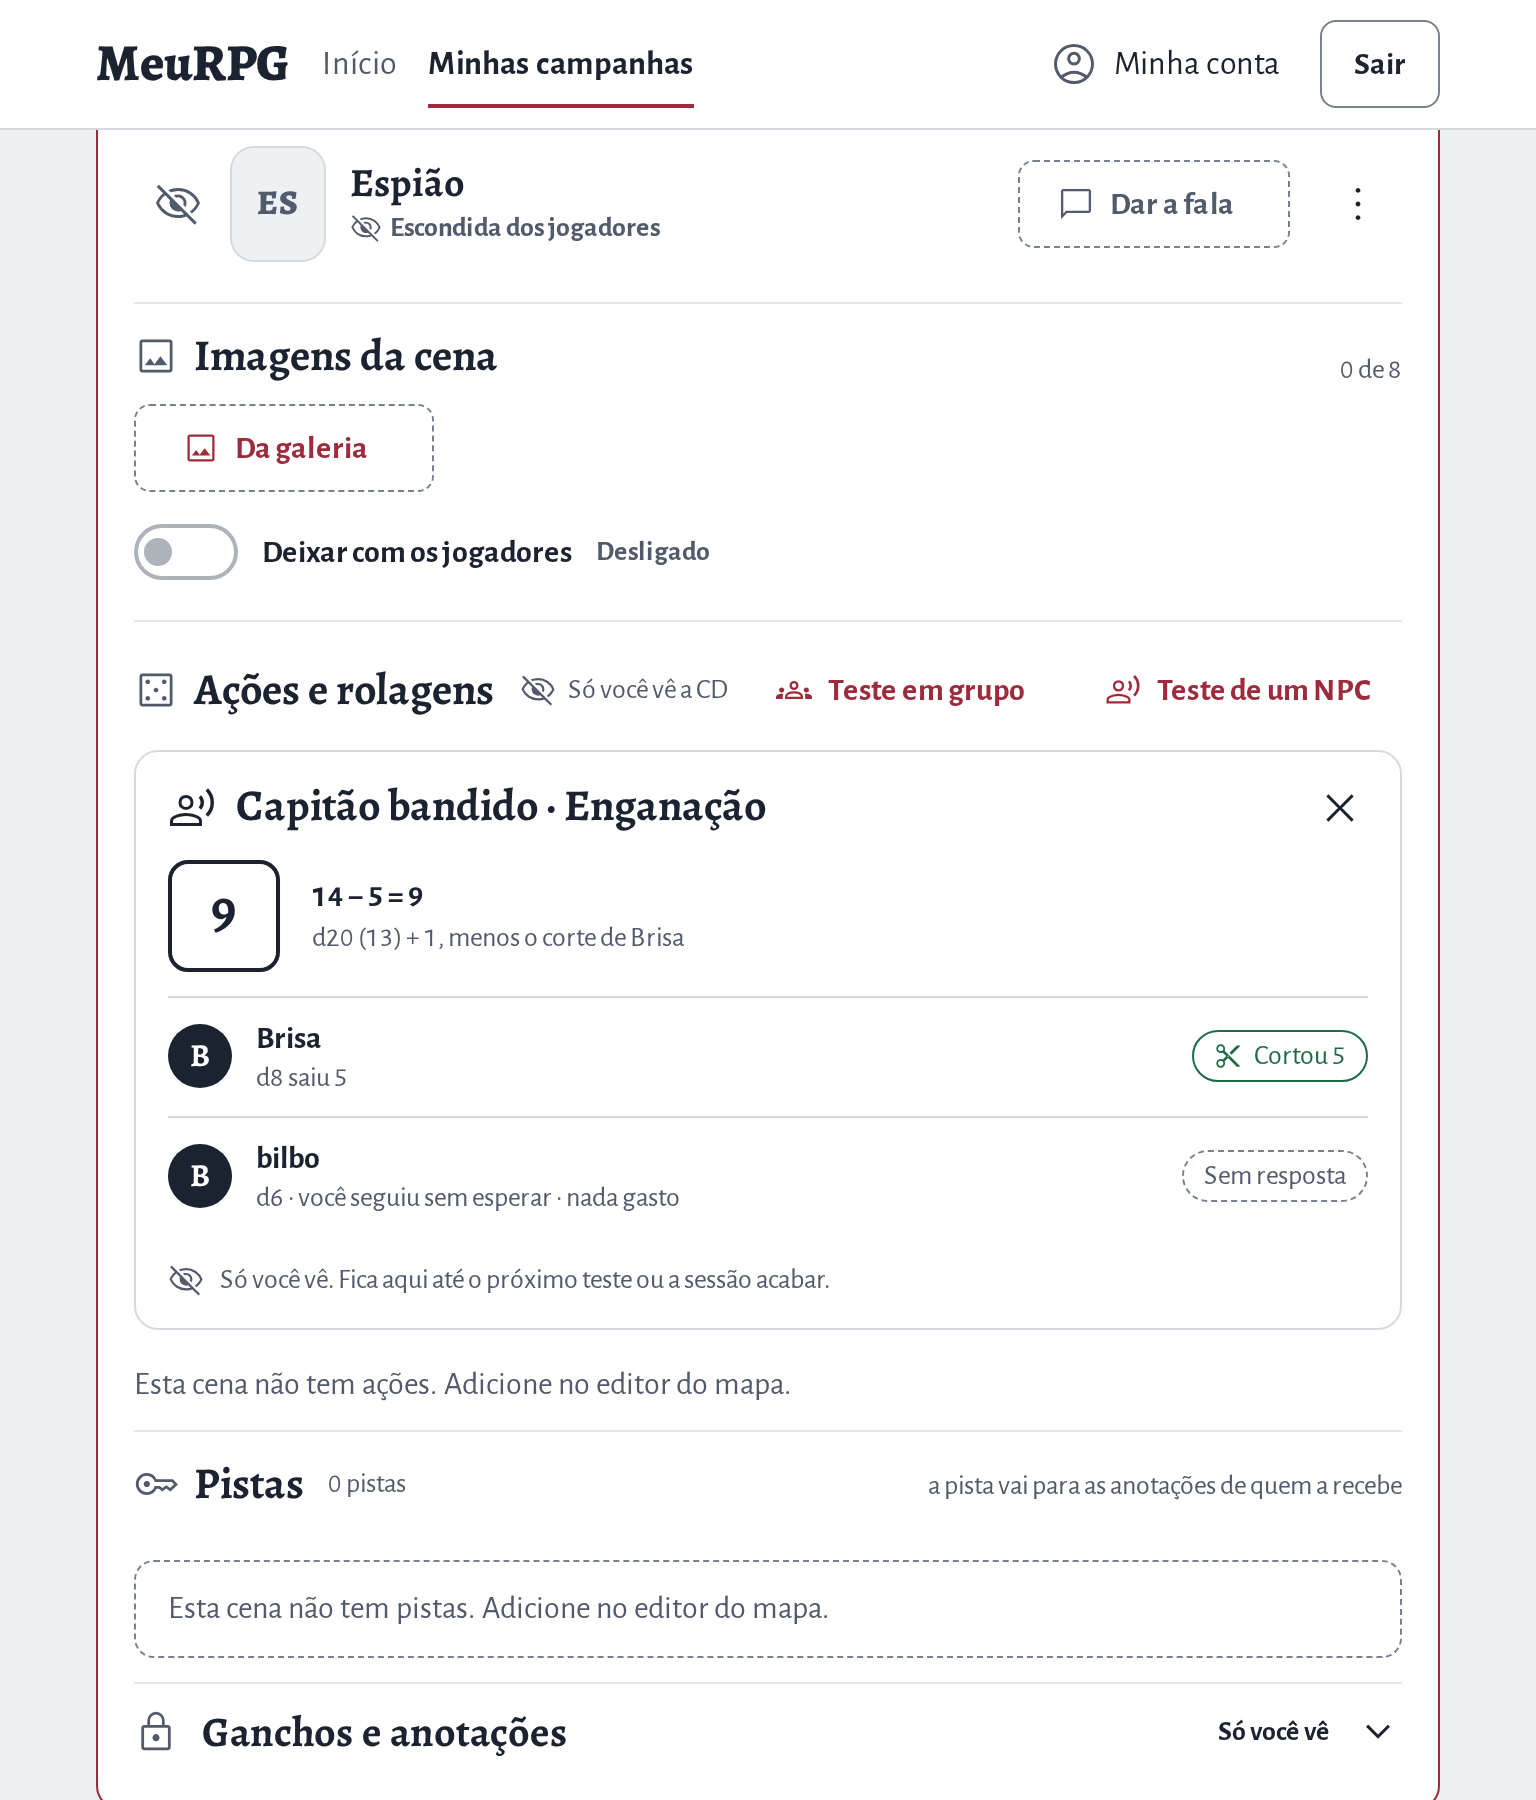 MeuRPG Início Minhas campanhas Minha conta Sair
ES Espião Dar a fala
Escondida dos jogadores
Imagens da cena 0 de 8
Da galeria
Deixar com os jogadores Desligado
Ações e rolagens Só você vê a CD Teste em grupo Teste de um NPC
Capitão bandido · Enganação
9 14 – 5 = 9
d20 (13) + 1, menos o corte de Brisa
B Brisa Cortou 5
d8 saiu 5
B bilbo Sem resposta
d6 · você seguiu sem esperar · nada gasto
Só você vê. Fica aqui até o próximo teste ou a sessão acabar.
Esta cena não tem ações. Adicione no editor do mapa.
Pistas 0 pistas a pista vai para as anotações de quem a recebe
Esta cena não tem pistas. Adicione no editor do mapa.
Ganchos e anotações Só você vê